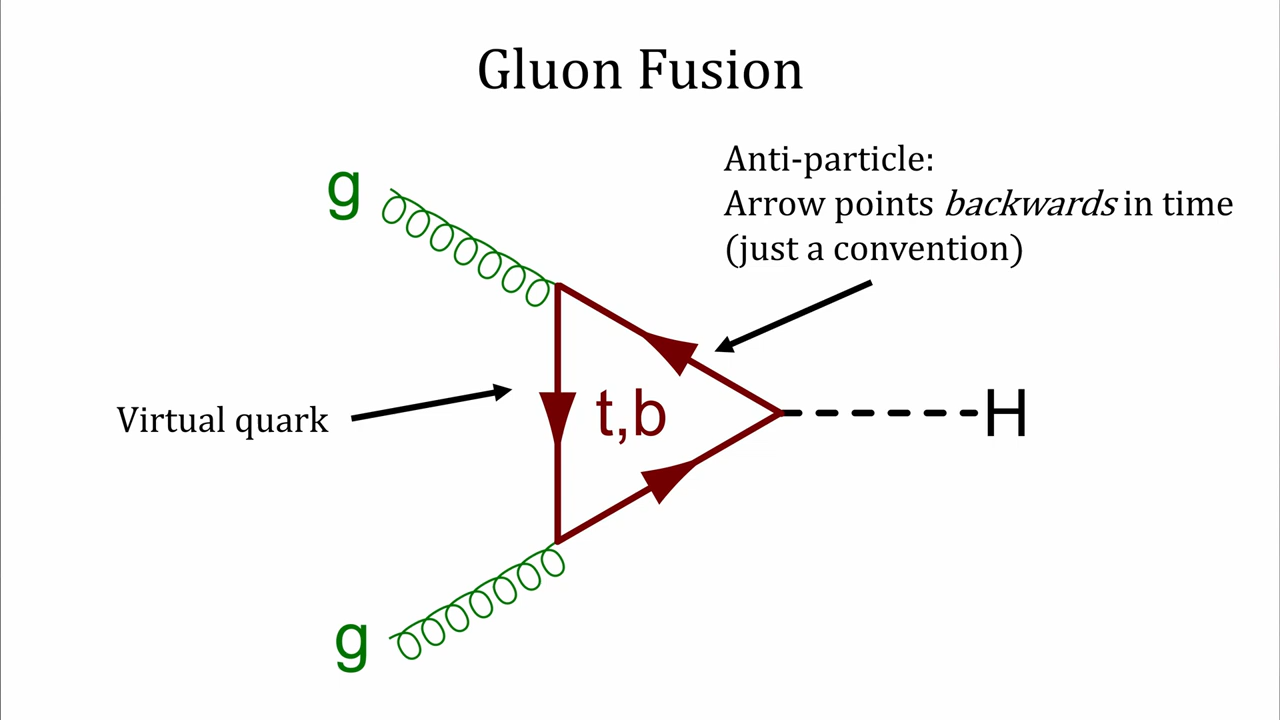 Gluon Fusion
g
Anti-particle:
Arrow points backwards in time
(just a convention)
Virtual quark
t,b
H
g